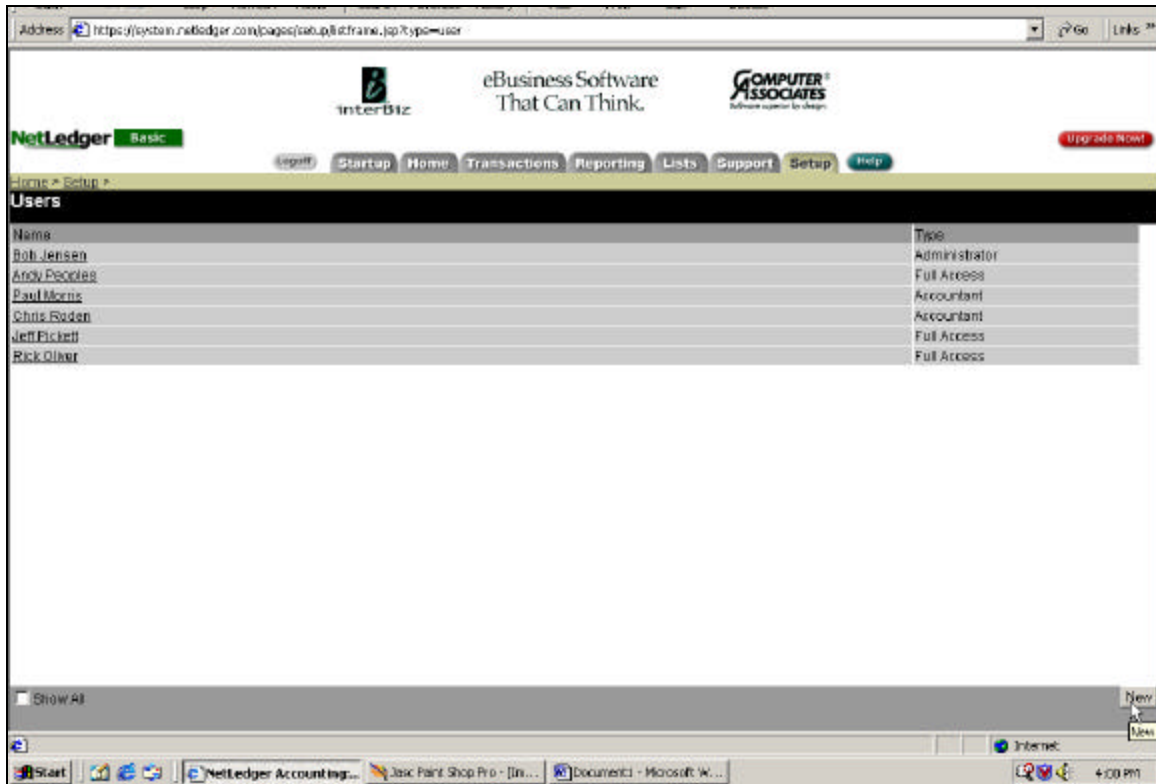 Address https://system.netledger.com/pages/setup/listframe.jsp?type=user Go Links »
eBusiness Software
That Can Think.
interBiz
COMPUTER®
ASSOCIATES
Software superior by design.
NetLedger Basic
Upgrade Now!
Logoff Startup Home Transactions Reporting Lists Support Setup Help
Home > Setup >
Users
Name Type
Bob Jensen Administrator
Andy Peoples Full Access
Paul Morris Accountant
Chris Roden Accountant
Jeff Pickett Full Access
Rick Oliver Full Access
Show All New
New
Internet
Start NetLedger Accounting... Jasc Paint Shop Pro - [Im... Document1 - Microsoft W... 4:00 PM